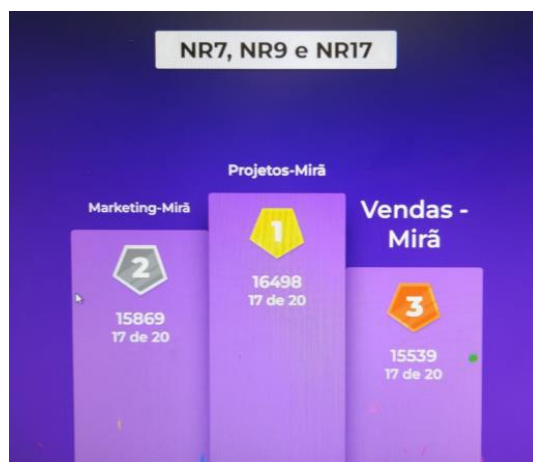 NR7, NR9 e NR17
Projetos-Mirã
Marketing-Mirã
Vendas -
Mirã
1
16498
17 de 20
2
15869
17 de 20
3
15539
17 de 20